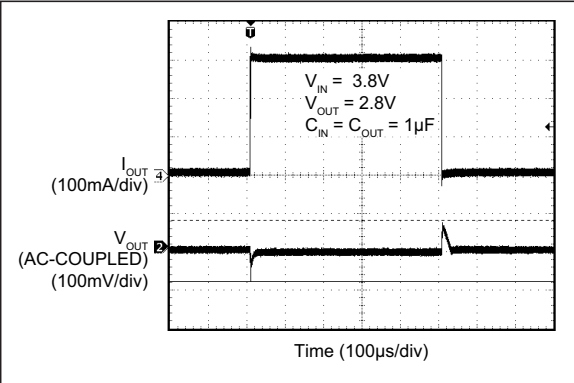 T
V_IN = 3.8V
V_OUT = 2.8V
C_IN = C_OUT = 1µF
I_OUT
(100mA/div)
4
V_OUT
(AC-COUPLED)
(100mV/div)
2
Time (100µs/div)